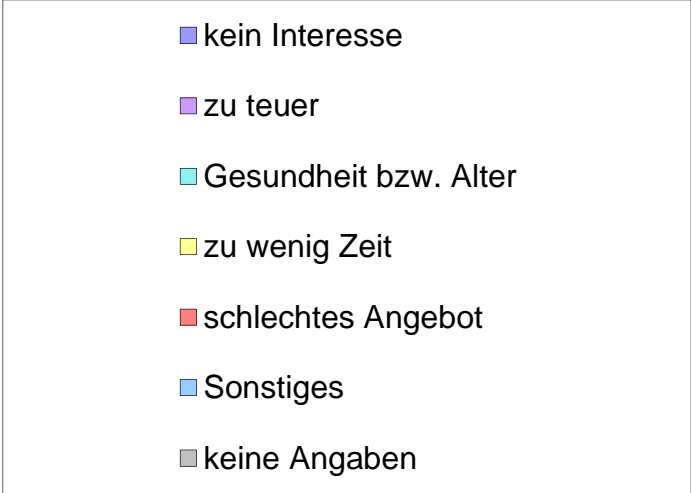 kein Interesse
zu teuer
Gesundheit bzw. Alter
zu wenig Zeit
schlechtes Angebot
Sonstiges
keine Angaben